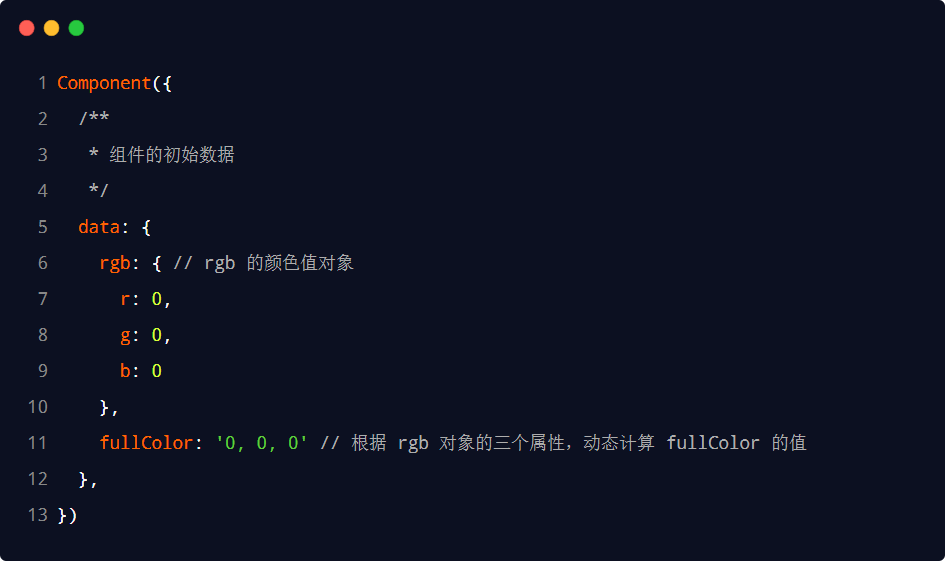 1 Component({
2   /**
3    * 组件的初始数据
4    */
5   data: {
6     rgb: { // rgb 的颜色值对象
7       r: 0,
8       g: 0,
9       b: 0
10     },
11     fullColor: '0, 0, 0' // 根据 rgb 对象的三个属性，动态计算 fullColor 的值
12   },
13 })